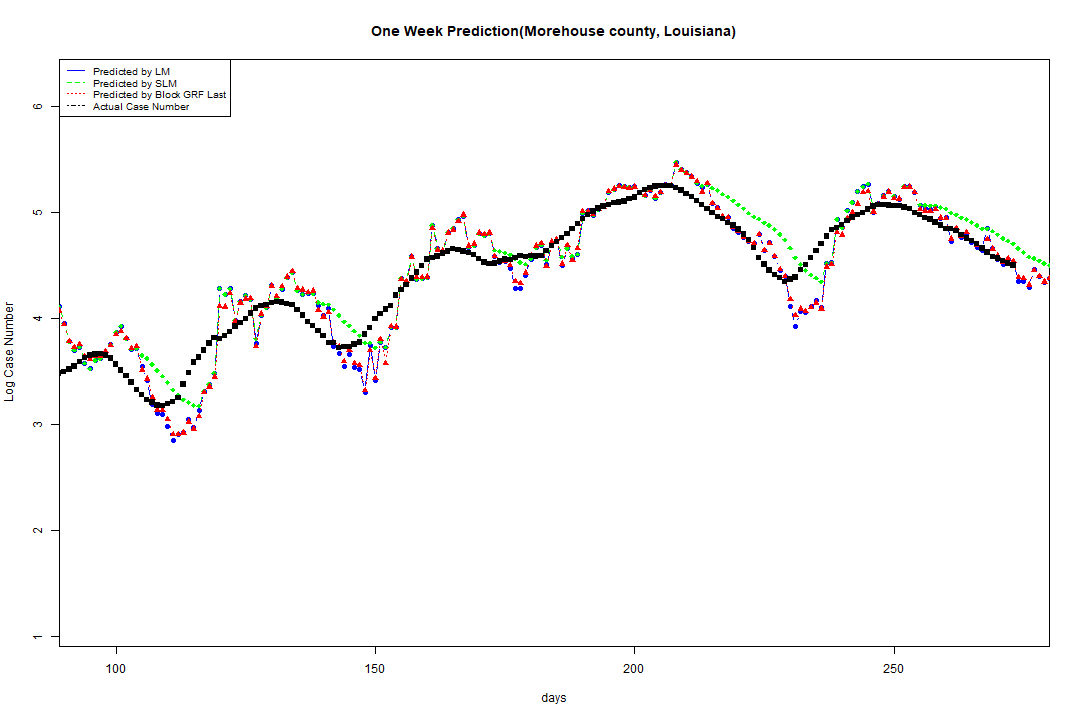 One Week Prediction(Morehouse county, Louisiana)
Predicted by LM
Predicted by SLM
Predicted by Block GRF Last
Actual Case Number
6
5
4
3
2
1
Log Case Number
100 150 200 250
days